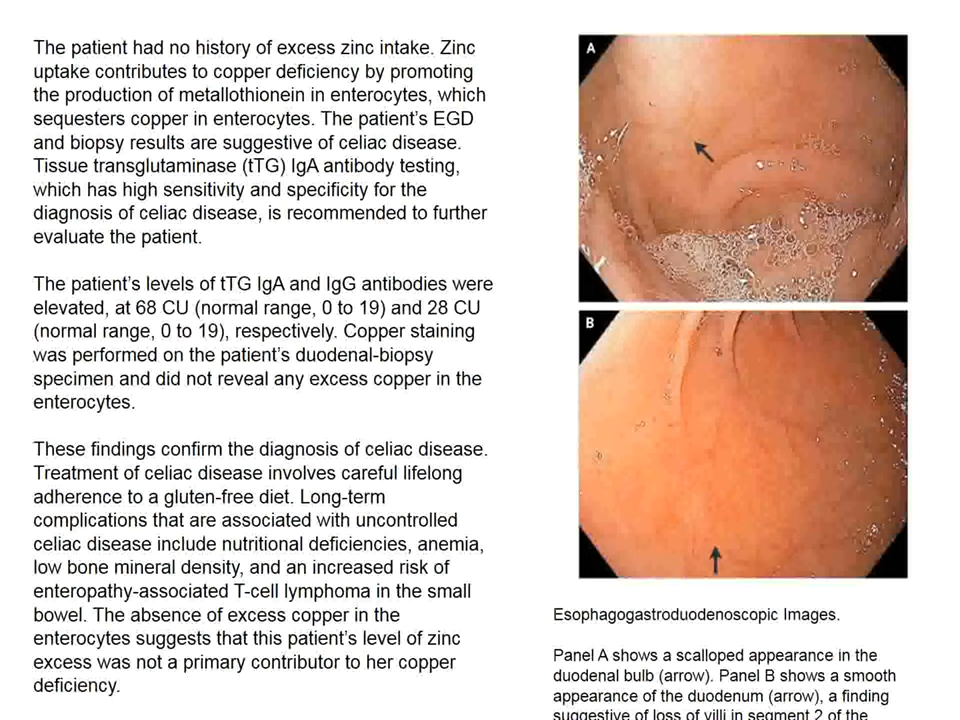 The patient had no history of excess zinc intake. Zinc
uptake contributes to copper deficiency by promoting
the production of metallothionein in enterocytes, which
sequesters copper in enterocytes. The patient's EGD
and biopsy results are suggestive of celiac disease.
Tissue transglutaminase (tTG) IgA antibody testing,
which has high sensitivity and specificity for the
diagnosis of celiac disease, is recommended to further
evaluate the patient.
The patient's levels of tTG IgA and IgG antibodies were
elevated, at 68 CU (normal range, 0 to 19) and 28 CU
(normal range, 0 to 19), respectively. Copper staining
was performed on the patient's duodenal-biopsy
specimen and did not reveal any excess copper in the
enterocytes.
These findings confirm the diagnosis of celiac disease.
Treatment of celiac disease involves careful lifelong
adherence to a gluten-free diet. Long-term
complications that are associated with uncontrolled
celiac disease include nutritional deficiencies, anemia,
low bone mineral density, and an increased risk of
enteropathy-associated T-cell lymphoma in the small
bowel. The absence of excess copper in the
enterocytes suggests that this patient's level of zinc
excess was not a primary contributor to her copper
deficiency.
A
B
Esophagogastroduodenoscopic Images.
Panel A shows a scalloped appearance in the
duodenal bulb (arrow). Panel B shows a smooth
appearance of the duodenum (arrow), a finding
suggestive of loss of villi in segment 2 of the